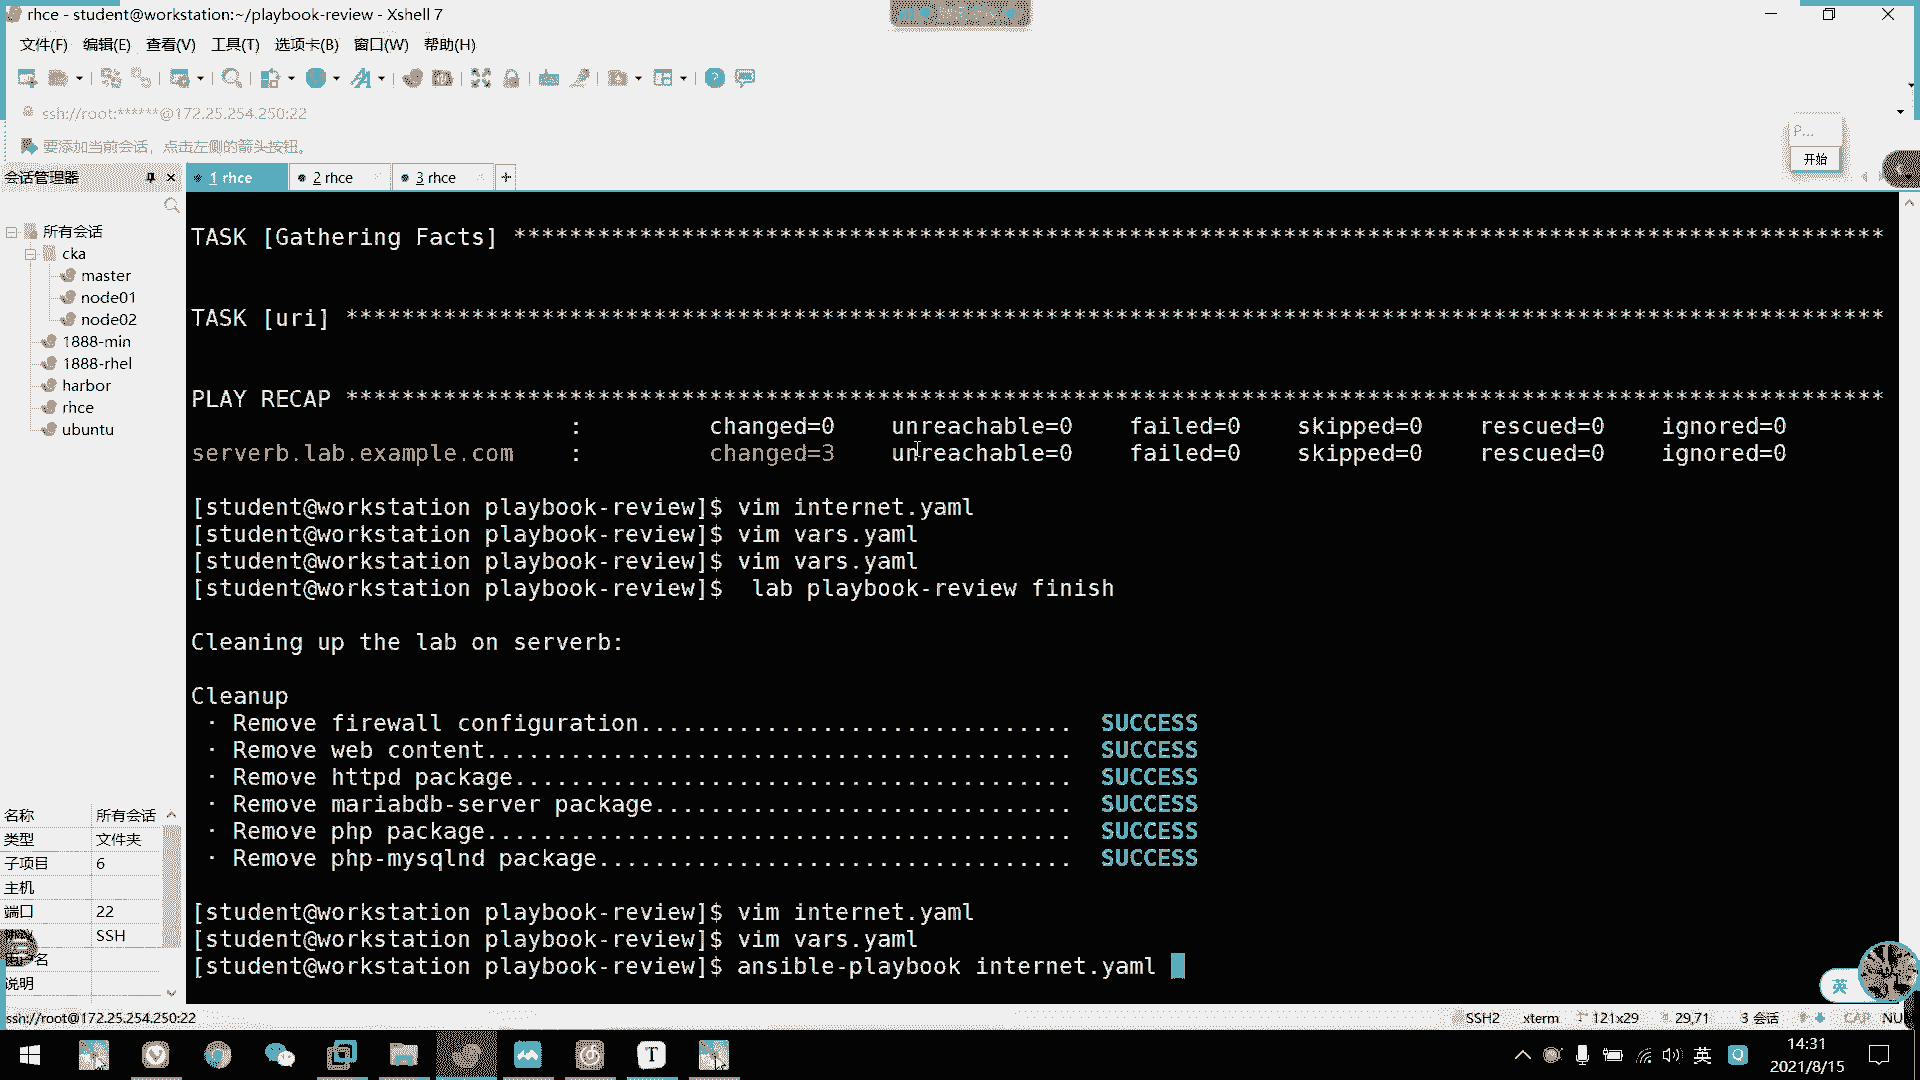 rhce - student@workstation:~/playbook-review - Xshell 7
文件(F) 编辑(E) 查看(V) 工具(T) 选项卡(B) 窗口(W) 帮助(H)
ssh://root:******@172.25.254.250:22
要添加当前会话，点击左侧的箭头按钮。
P...
开始
会话管理器
1 rhce
2 rhce
3 rhce
+
所有会话
cka
master
node01
node02
1888-min
1888-rhel
harbor
rhce
ubuntu
名称 所有会话
类型 文件夹
子项目 6
主机
端口 22
SSH
说明
TASK [Gathering Facts] ***************************************************************************************************
TASK [uri] ***************************************************************************************************************
PLAY RECAP ***************************************************************************************************************
: changed=0 unreachable=0 failed=0 skipped=0 rescued=0 ignored=0
serverb.lab.example.com : changed=3 unreachable=0 failed=0 skipped=0 rescued=0 ignored=0
[student@workstation playbook-review]$ vim internet.yaml
[student@workstation playbook-review]$ vim vars.yaml
[student@workstation playbook-review]$ vim vars.yaml
[student@workstation playbook-review]$  lab playbook-review finish
Cleaning up the lab on serverb:
Cleanup
· Remove firewall configuration................................ SUCCESS
· Remove web content........................................... SUCCESS
· Remove httpd package......................................... SUCCESS
· Remove mariabdb-server package............................... SUCCESS
· Remove php package........................................... SUCCESS
· Remove php-mysqlnd package................................... SUCCESS
[student@workstation playbook-review]$ vim internet.yaml
[student@workstation playbook-review]$ vim vars.yaml
[student@workstation playbook-review]$ ansible-playbook internet.yaml
英
ssh://root@172.25.254.250:22
SSH2 xterm 121x29 29,71 3 会话 CAP NU
英
14:31
2021/8/15